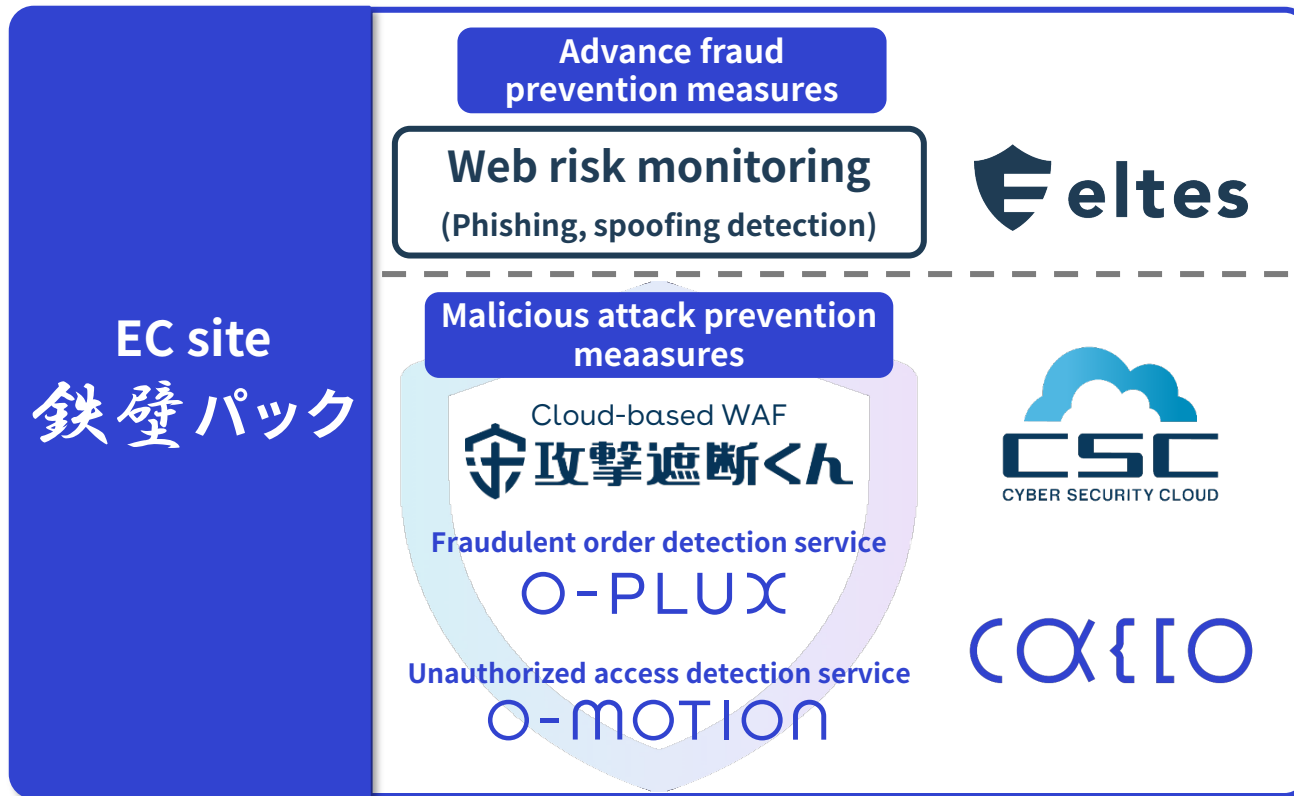 EC site
鉄壁パック
Advance fraud
prevention measures
Web risk monitoring
(Phishing, spoofing detection)
eltes
Malicious attack prevention
meaasures
Cloud-based WAF
攻撃遮断くん
CSC
CYBER SECURITY CLOUD
Fraudulent order detection service
O-PLUX
Unauthorized access detection service
O-MOTION
cacco